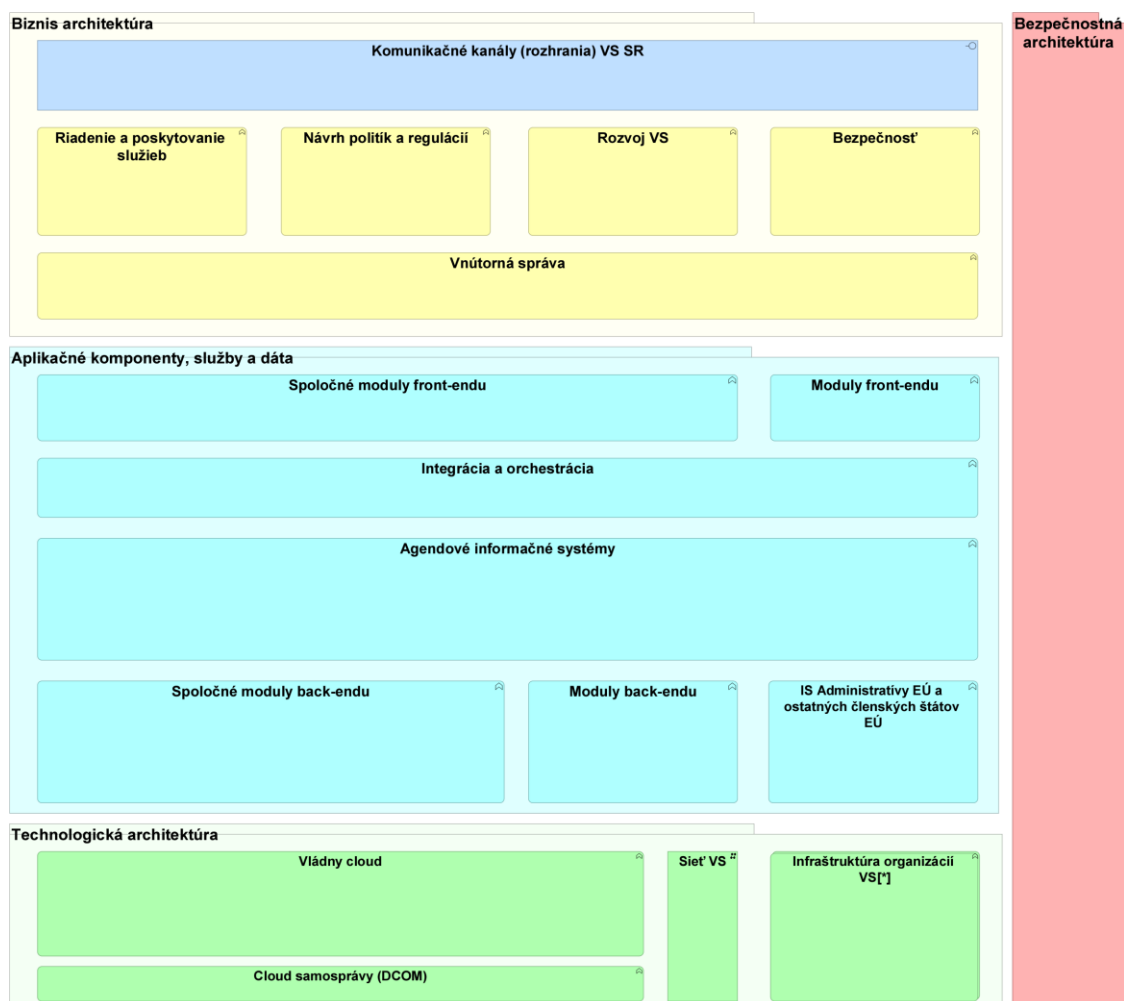 Biznis architektúra
Komunikačné kanály (rozhrania) VS SR
Riadenie a poskytovanie
služieb
Návrh politík a regulácií
Rozvoj VS
Bezpečnosť
Vnútorná správa
Bezpečnostná
architektúra
Aplikačné komponenty, služby a dáta
Spoločné moduly front-endu
Moduly front-endu
Integrácia a orchestrácia
Agendové informačné systémy
Spoločné moduly back-endu
Moduly back-endu
IS Administratívy EÚ a
ostatných členských štátov
EÚ
Technologická architektúra
Vládny cloud
Sieť VS
Infraštruktúra organizácií
VS[*]
Cloud samosprávy (DCOM)